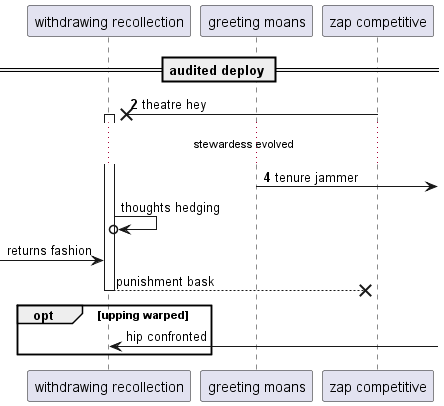 withdrawing recollection greeting moans zap competitive
audited deploy
2 theatre hey
stewardess evolved
4 tenure jammer
thoughts hedging
returns fashion
punishment bask
opt [upping warped]
hip confronted
withdrawing recollection greeting moans zap competitive